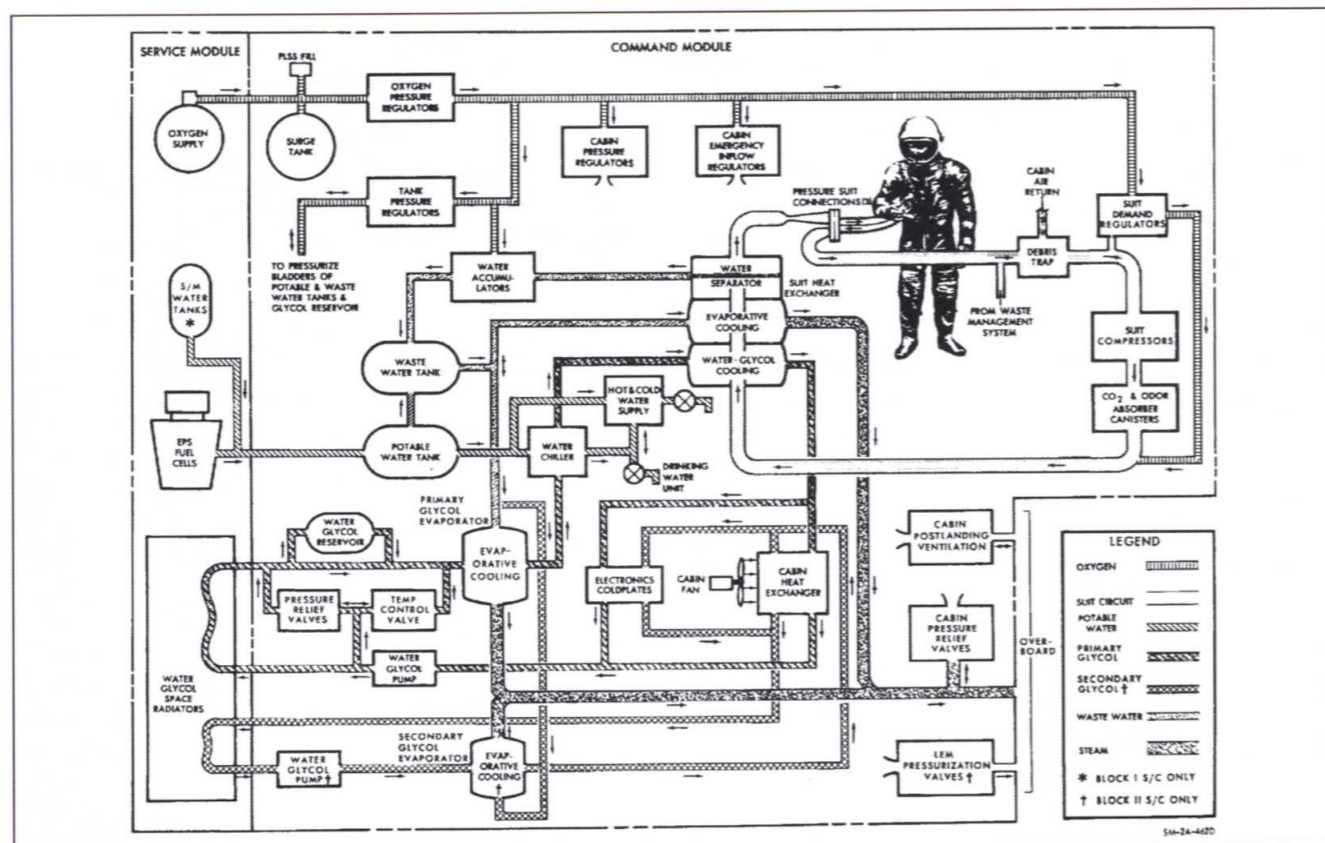 SERVICE MODULE
COMMAND MODULE
PLSS FILL
OXYGEN
SUPPLY
SURGE
TANK
OXYGEN
PRESSURE
REGULATORS
CABIN
PRESSURE
REGULATORS
CABIN
EMERGENCY
INFLOW
REGULATORS
TANK
PRESSURE
REGULATORS
PRESSURE SUIT
CONNECTIONS
CABIN
AIR
RETURN
SUIT
DEMAND
REGULATORS
DEBRIS
TRAP
TO PRESSURIZE
BLADDERS OF
POTABLE & WASTE
WATER TANKS &
GLYCOL RESERVOIR
WATER
ACCUMU-
LATORS
WATER
SEPARATOR
SUIT HEAT
EXCHANGER
EVAPORATIVE
COOLING
WATER-GLYCOL
COOLING
FROM WASTE
MANAGEMENT
SYSTEM
SUIT
COMPRESSORS
CO2 & ODOR
ABSORBER
CANISTERS
S/M
WATER
TANKS
*
WASTE
WATER TANK
HOT & COLD
WATER
SUPPLY
EPS
FUEL
CELLS
POTABLE
WATER TANK
WATER
CHILLER
DRINKING
WATER
UNIT
PRIMARY
GLYCOL
EVAPORATOR
WATER
GLYCOL
RESERVOIR
EVAP-
ORATIVE
COOLING
PRESSURE
RELIEF
VALVES
TEMP
CONTROL
VALVE
WATER
GLYCOL
PUMP
ELECTRONICS
COLDPLATES
CABIN
FAN
CABIN
HEAT
EXCHANGER
WATER
GLYCOL
SPACE
RADIATORS
SECONDARY
GLYCOL
EVAPORATOR
WATER
GLYCOL
PUMP †
EVAP-
ORATIVE
COOLING
†
CABIN
POSTLANDING
VENTILATION
CABIN
PRESSURE
RELIEF
VALVES
OVER-
BOARD
LEM
PRESSURIZATION
VALVES †
LEGEND
OXYGEN
SUIT CIRCUIT
POTABLE
WATER
PRIMARY
GLYCOL
SECONDARY
GLYCOL †
WASTE WATER
STEAM
* BLOCK I S/C ONLY
† BLOCK II S/C ONLY
SM-2A-462D